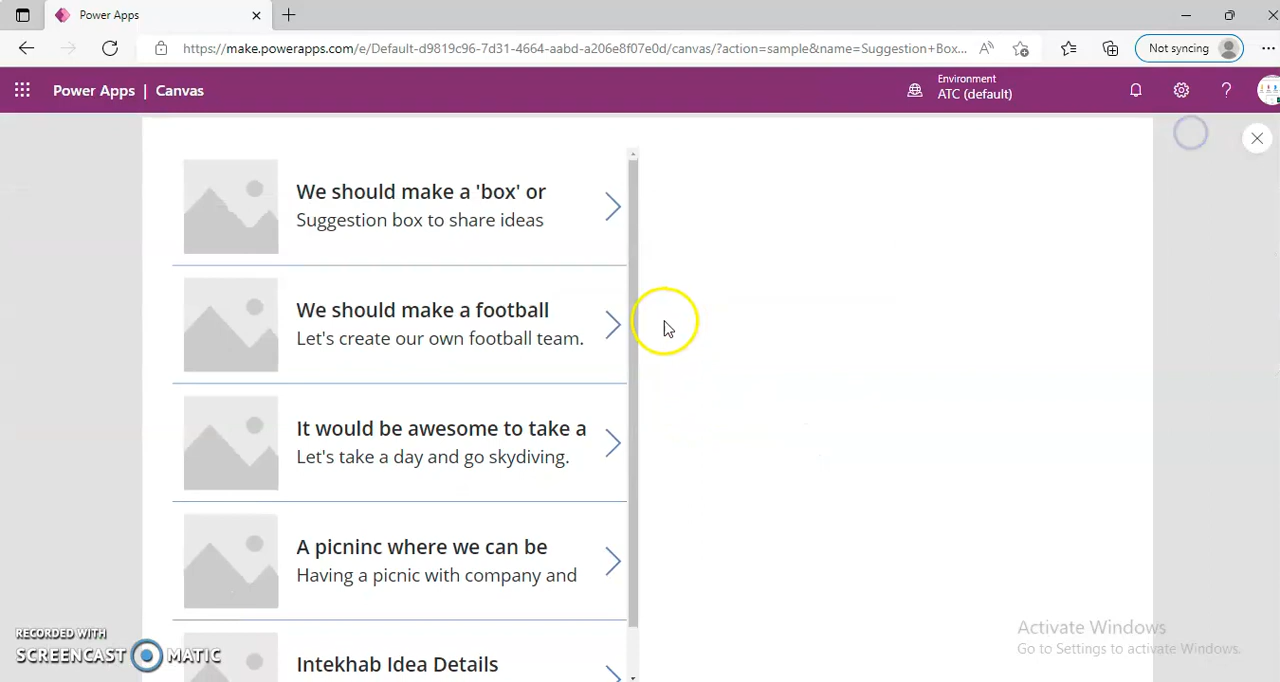 Power Apps
https://make.powerapps.com/e/Default-d9819c96-7d31-4664-aabd-a206e8f07e0d/canvas/?action=sample&name=Suggestion+Box...
Not syncing
Power Apps | Canvas
Environment
ATC (default)
We should make a 'box' or
Suggestion box to share ideas
We should make a football
Let's create our own football team.
It would be awesome to take a
Let's take a day and go skydiving.
A picninc where we can be
Having a picnic with company and
Intekhab Idea Details
RECORDED WITH
SCREENCAST MATIC
Activate Windows
Go to Settings to activate Windows.